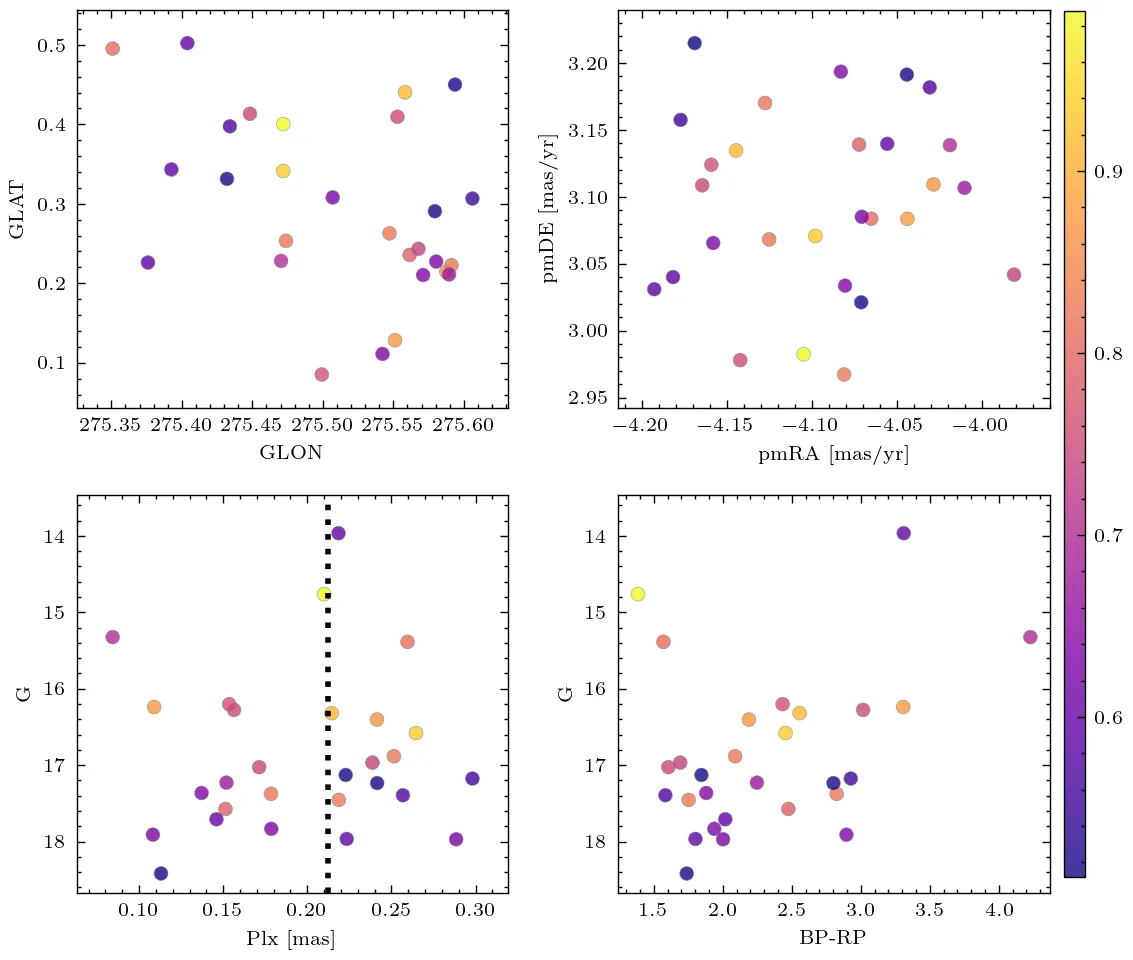 0.5
0.4
0.3
0.2
0.1
GLAT
275.35 275.40 275.45 275.50 275.55 275.60
GLON
3.20
3.15
3.10
3.05
3.00
2.95
pmDE [mas/yr]
−4.20 −4.15 −4.10 −4.05 −4.00
pmRA [mas/yr]
0.9
0.8
0.7
0.6
14
15
16
17
18
G
0.10 0.15 0.20 0.25 0.30
Plx [mas]
14
15
16
17
18
G
1.5 2.0 2.5 3.0 3.5 4.0
BP-RP